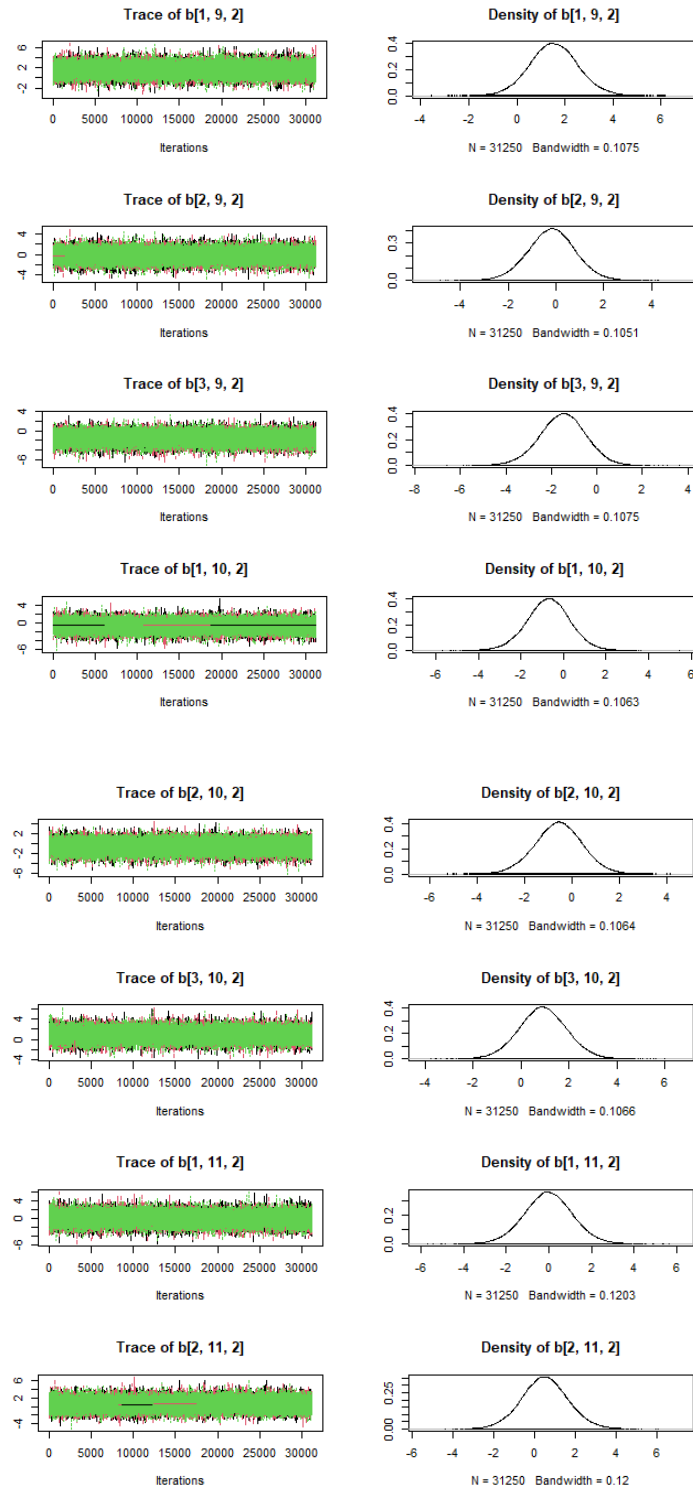 Trace of b[1, 9, 2]
-2 2 4 6
0 5000 10000 15000 20000 25000 30000
Iterations
Density of b[1, 9, 2]
0.0 0.2 0.4
-4 -2 0 2 4 6
N = 31250 Bandwidth = 0.1075
Trace of b[2, 9, 2]
-4 0 2 4
0 5000 10000 15000 20000 25000 30000
Iterations
Density of b[2, 9, 2]
0.0 0.3
-4 -2 0 2 4
N = 31250 Bandwidth = 0.1051
Trace of b[3, 9, 2]
-6 -2 0 4
0 5000 10000 15000 20000 25000 30000
Iterations
Density of b[3, 9, 2]
0.0 0.2 0.4
-8 -6 -4 -2 0 2 4
N = 31250 Bandwidth = 0.1075
Trace of b[1, 10, 2]
-6 -2 0 4
0 5000 10000 15000 20000 25000 30000
Iterations
Density of b[1, 10, 2]
0.0 0.2 0.4
-6 -4 -2 0 2 4 6
N = 31250 Bandwidth = 0.1063
Trace of b[2, 10, 2]
-6 -2 2
0 5000 10000 15000 20000 25000 30000
Iterations
Density of b[2, 10, 2]
0.0 0.2 0.4
-6 -4 -2 0 2 4
N = 31250 Bandwidth = 0.1064
Trace of b[3, 10, 2]
-4 0 4
0 5000 10000 15000 20000 25000 30000
Iterations
Density of b[3, 10, 2]
0.0 0.2 0.4
-4 -2 0 2 4 6
N = 31250 Bandwidth = 0.1066
Trace of b[1, 11, 2]
-6 0 4
0 5000 10000 15000 20000 25000 30000
Iterations
Density of b[1, 11, 2]
0.0 0.2
-6 -4 -2 0 2 4 6
N = 31250 Bandwidth = 0.1203
Trace of b[2, 11, 2]
-4 2 6
0 5000 10000 15000 20000 25000 30000
Iterations
Density of b[2, 11, 2]
0.00 0.25
-4 -2 0 2 4 6
N = 31250 Bandwidth = 0.12